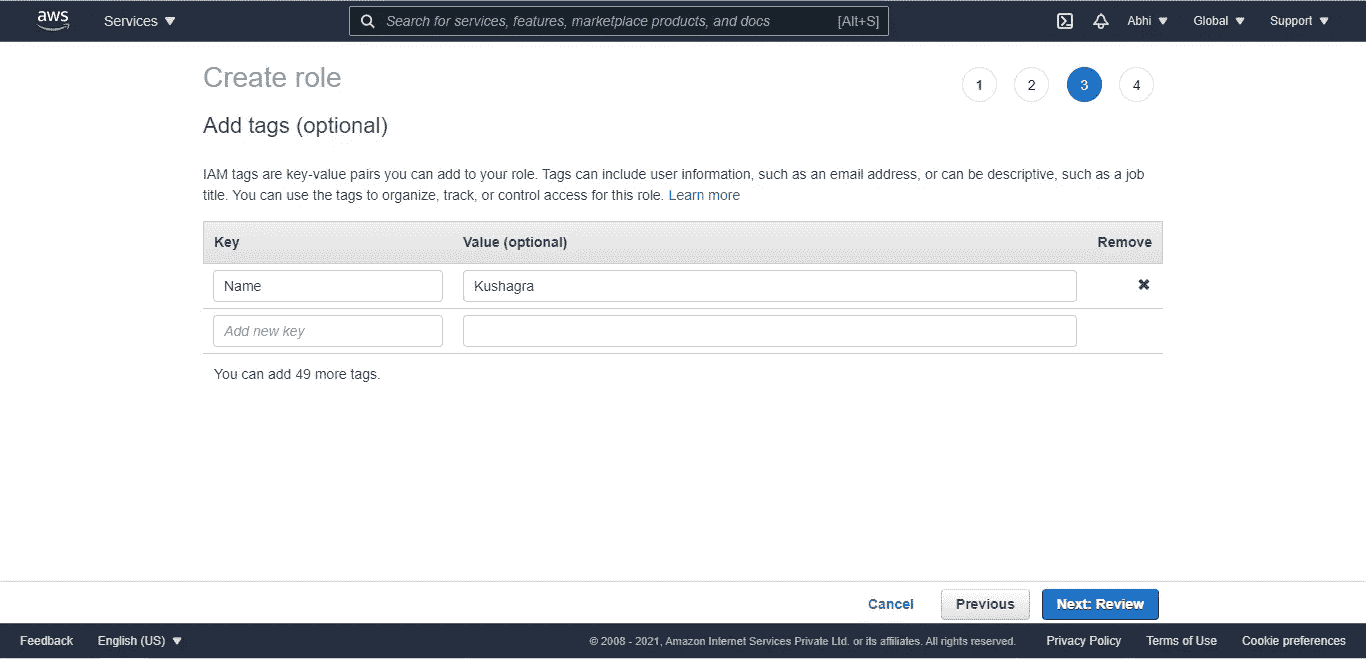 aws Services Search for services, features, marketplace products, and docs [Alt+S] Abhi Global Support
Create role 1 2 3 4
Add tags (optional)
IAM tags are key-value pairs you can add to your role. Tags can include user information, such as an email address, or can be descriptive, such as a job
title. You can use the tags to organize, track, or control access for this role. Learn more
Key Value (optional) Remove
Name Kushagra
Add new key
You can add 49 more tags.
Cancel Previous Next: Review
Feedback English (US) © 2008 - 2021, Amazon Internet Services Private Ltd. or its affiliates. All rights reserved. Privacy Policy Terms of Use Cookie preferences